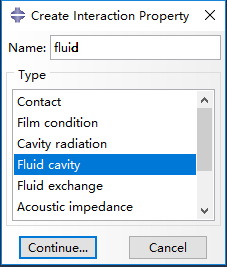 Create Interaction Property
Name: fluid
Type
Contact
Film condition
Cavity radiation
Fluid cavity
Fluid exchange
Acoustic impedance
Continue... Cancel